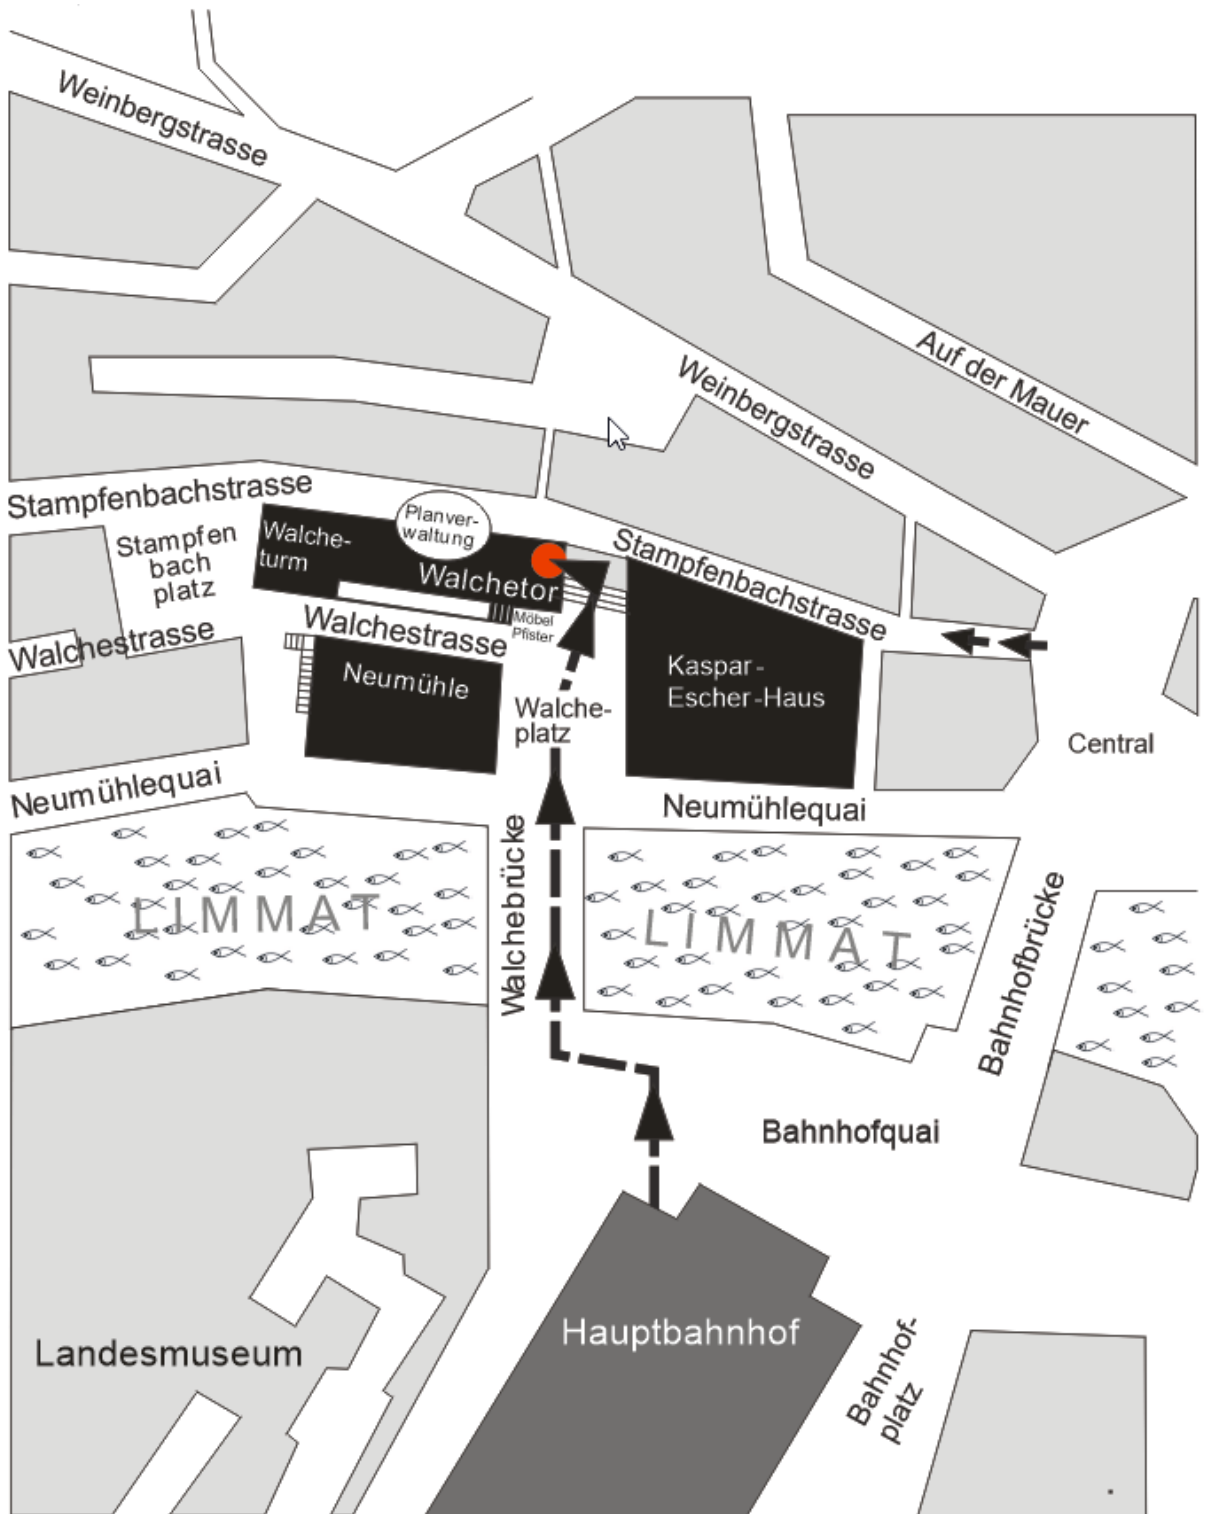 Weinbergstrasse
Auf der Mauer
Weinbergstrasse
Stampfenbachstrasse
Planver-
waltung
Stampfen
bach
platz
Walche-
turm
Walchetor
Stampfenbachstrasse
Möbel
Pfister
Walchestrasse
Walchestrasse
Neumühle
Kaspar-
Escher-Haus
Walche-
platz
Central
Neumühlequai
Neumühlequai
Walchebrücke
LIMMAT
LIMMAT
Bahnhofbrücke
Bahnhofquai
Hauptbahnhof
Landesmuseum
Bahnhof-
platz